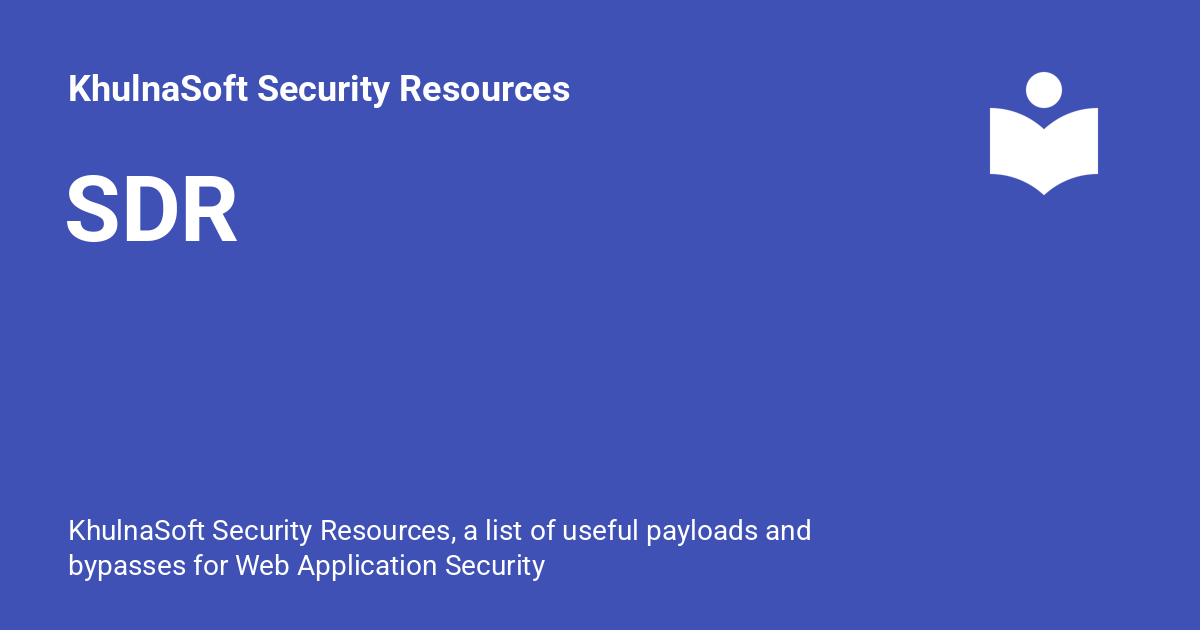 KhulnaSoft Security Resources
SDR
KhulnaSoft Security Resources, a list of useful payloads and
bypasses for Web Application Security